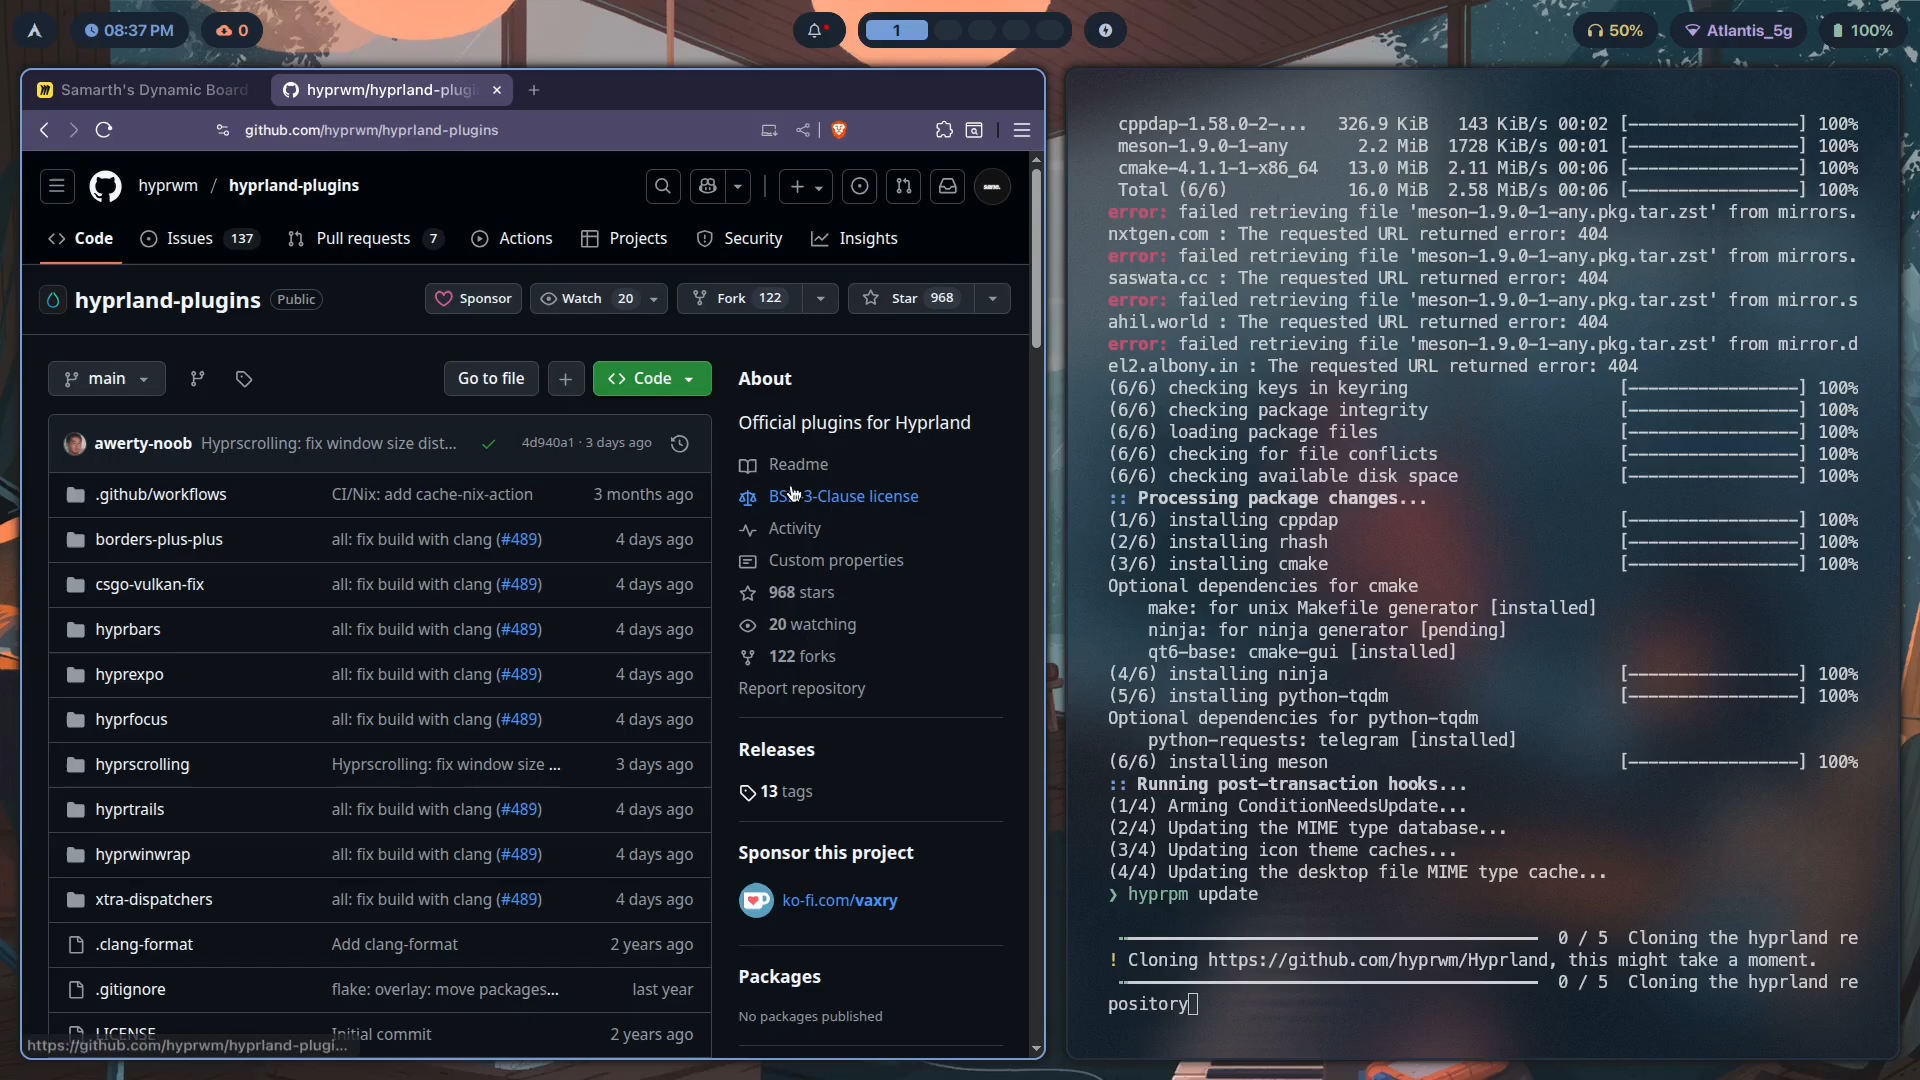 08:37 PM
0
1
50%
Atlantis_5g
100%
Samarth's Dynamic Board
hyprwm/hyprland-plugi
github.com/hyprwm/hyprland-plugins
hyprwm / hyprland-plugins
Code
Issues 137
Pull requests 7
Actions
Projects
Security
Insights
hyprland-plugins Public
Sponsor
Watch 20
Fork 122
Star 968
main
Go to file
Code
awerty-noob Hyprscrolling: fix window size dist... 4d940a1 · 3 days ago
.github/workflows CI/Nix: add cache-nix-action 3 months ago
borders-plus-plus all: fix build with clang (#489) 4 days ago
csgo-vulkan-fix all: fix build with clang (#489) 4 days ago
hyprbars all: fix build with clang (#489) 4 days ago
hyprexpo all: fix build with clang (#489) 4 days ago
hyprfocus all: fix build with clang (#489) 4 days ago
hyprscrolling Hyprscrolling: fix window size ... 3 days ago
hyprtrails all: fix build with clang (#489) 4 days ago
hyprwinwrap all: fix build with clang (#489) 4 days ago
xtra-dispatchers all: fix build with clang (#489) 4 days ago
.clang-format Add clang-format 2 years ago
.gitignore flake: overlay: move packages... last year
LICENSE Initial commit 2 years ago
https://github.com/hyprwm/hyprland-plugi...
About
Official plugins for Hyprland
Readme
3-Clause license
Activity
Custom properties
968 stars
20 watching
122 forks
Report repository
Releases
13 tags
Sponsor this project
ko-fi.com/vaxry
Packages
No packages published
cppdap-1.58.0-2-... 326.9 KiB 143 KiB/s 00:02 [------------------] 100%
meson-1.9.0-1-any 2.2 MiB 1728 KiB/s 00:01 [------------------] 100%
cmake-4.1.1-1-x86_64 13.0 MiB 2.11 MiB/s 00:06 [------------------] 100%
Total (6/6) 16.0 MiB 2.58 MiB/s 00:06 [------------------] 100%
error: failed retrieving file 'meson-1.9.0-1-any.pkg.tar.zst' from mirrors.
nxtgen.com : The requested URL returned error: 404
error: failed retrieving file 'meson-1.9.0-1-any.pkg.tar.zst' from mirrors.
saswata.cc : The requested URL returned error: 404
error: failed retrieving file 'meson-1.9.0-1-any.pkg.tar.zst' from mirror.s
ahil.world : The requested URL returned error: 404
error: failed retrieving file 'meson-1.9.0-1-any.pkg.tar.zst' from mirror.d
el2.albony.in : The requested URL returned error: 404
(6/6) checking keys in keyring [------------------] 100%
(6/6) checking package integrity [------------------] 100%
(6/6) loading package files [------------------] 100%
(6/6) checking for file conflicts [------------------] 100%
(6/6) checking available disk space [------------------] 100%
:: Processing package changes...
(1/6) installing cppdap [------------------] 100%
(2/6) installing rhash [------------------] 100%
(3/6) installing cmake [------------------] 100%
Optional dependencies for cmake
make: for unix Makefile generator [installed]
ninja: for ninja generator [pending]
qt6-base: cmake-gui [installed]
(4/6) installing ninja [------------------] 100%
(5/6) installing python-tqdm [------------------] 100%
Optional dependencies for python-tqdm
python-requests: telegram [installed]
(6/6) installing meson [------------------] 100%
:: Running post-transaction hooks...
(1/4) Arming ConditionNeedsUpdate...
(2/4) Updating the MIME type database...
(3/4) Updating icon theme caches...
(4/4) Updating the desktop file MIME type cache...
❯ hyprpm update
0 / 5 Cloning the hyprland re
! Cloning https://github.com/hyprwm/Hyprland, this might take a moment.
0 / 5 Cloning the hyprland re
pository